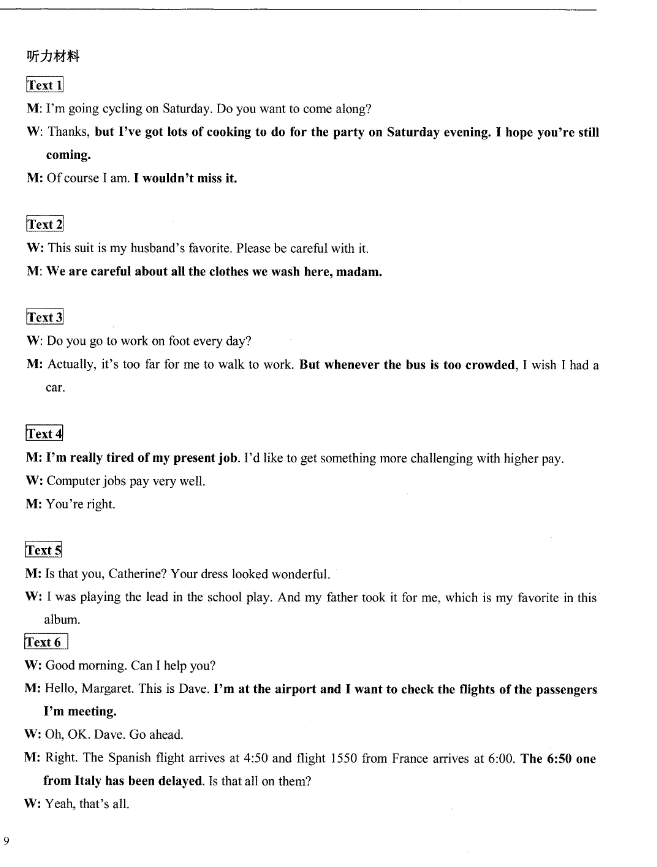 听力材料
Text 1
M: I'm going cycling on Saturday. Do you want to come along?
W: Thanks, but I've got lots of cooking to do for the party on Saturday evening. I hope you're still
coming.
M: Of course I am. I wouldn't miss it.
Text 2
W: This suit is my husband's favorite. Please be careful with it.
M: We are careful about all the clothes we wash here, madam.
Text 3
W: Do you go to work on foot every day?
M: Actually, it's too far for me to walk to work. But whenever the bus is too crowded, I wish I had a
car.
Text 4
M: I'm really tired of my present job. I'd like to get something more challenging with higher pay.
W: Computer jobs pay very well.
M: You're right.
Text 5
M: Is that you, Catherine? Your dress looked wonderful.
W: I was playing the lead in the school play. And my father took it for me, which is my favorite in this
album.
Text 6
W: Good morning. Can I help you?
M: Hello, Margaret. This is Dave. I'm at the airport and I want to check the flights of the passengers
I'm meeting.
W: Oh, OK. Dave. Go ahead.
M: Right. The Spanish flight arrives at 4:50 and flight 1550 from France arrives at 6:00. The 6:50 one
from Italy has been delayed. Is that all on them?
W: Yeah, that's all.
9